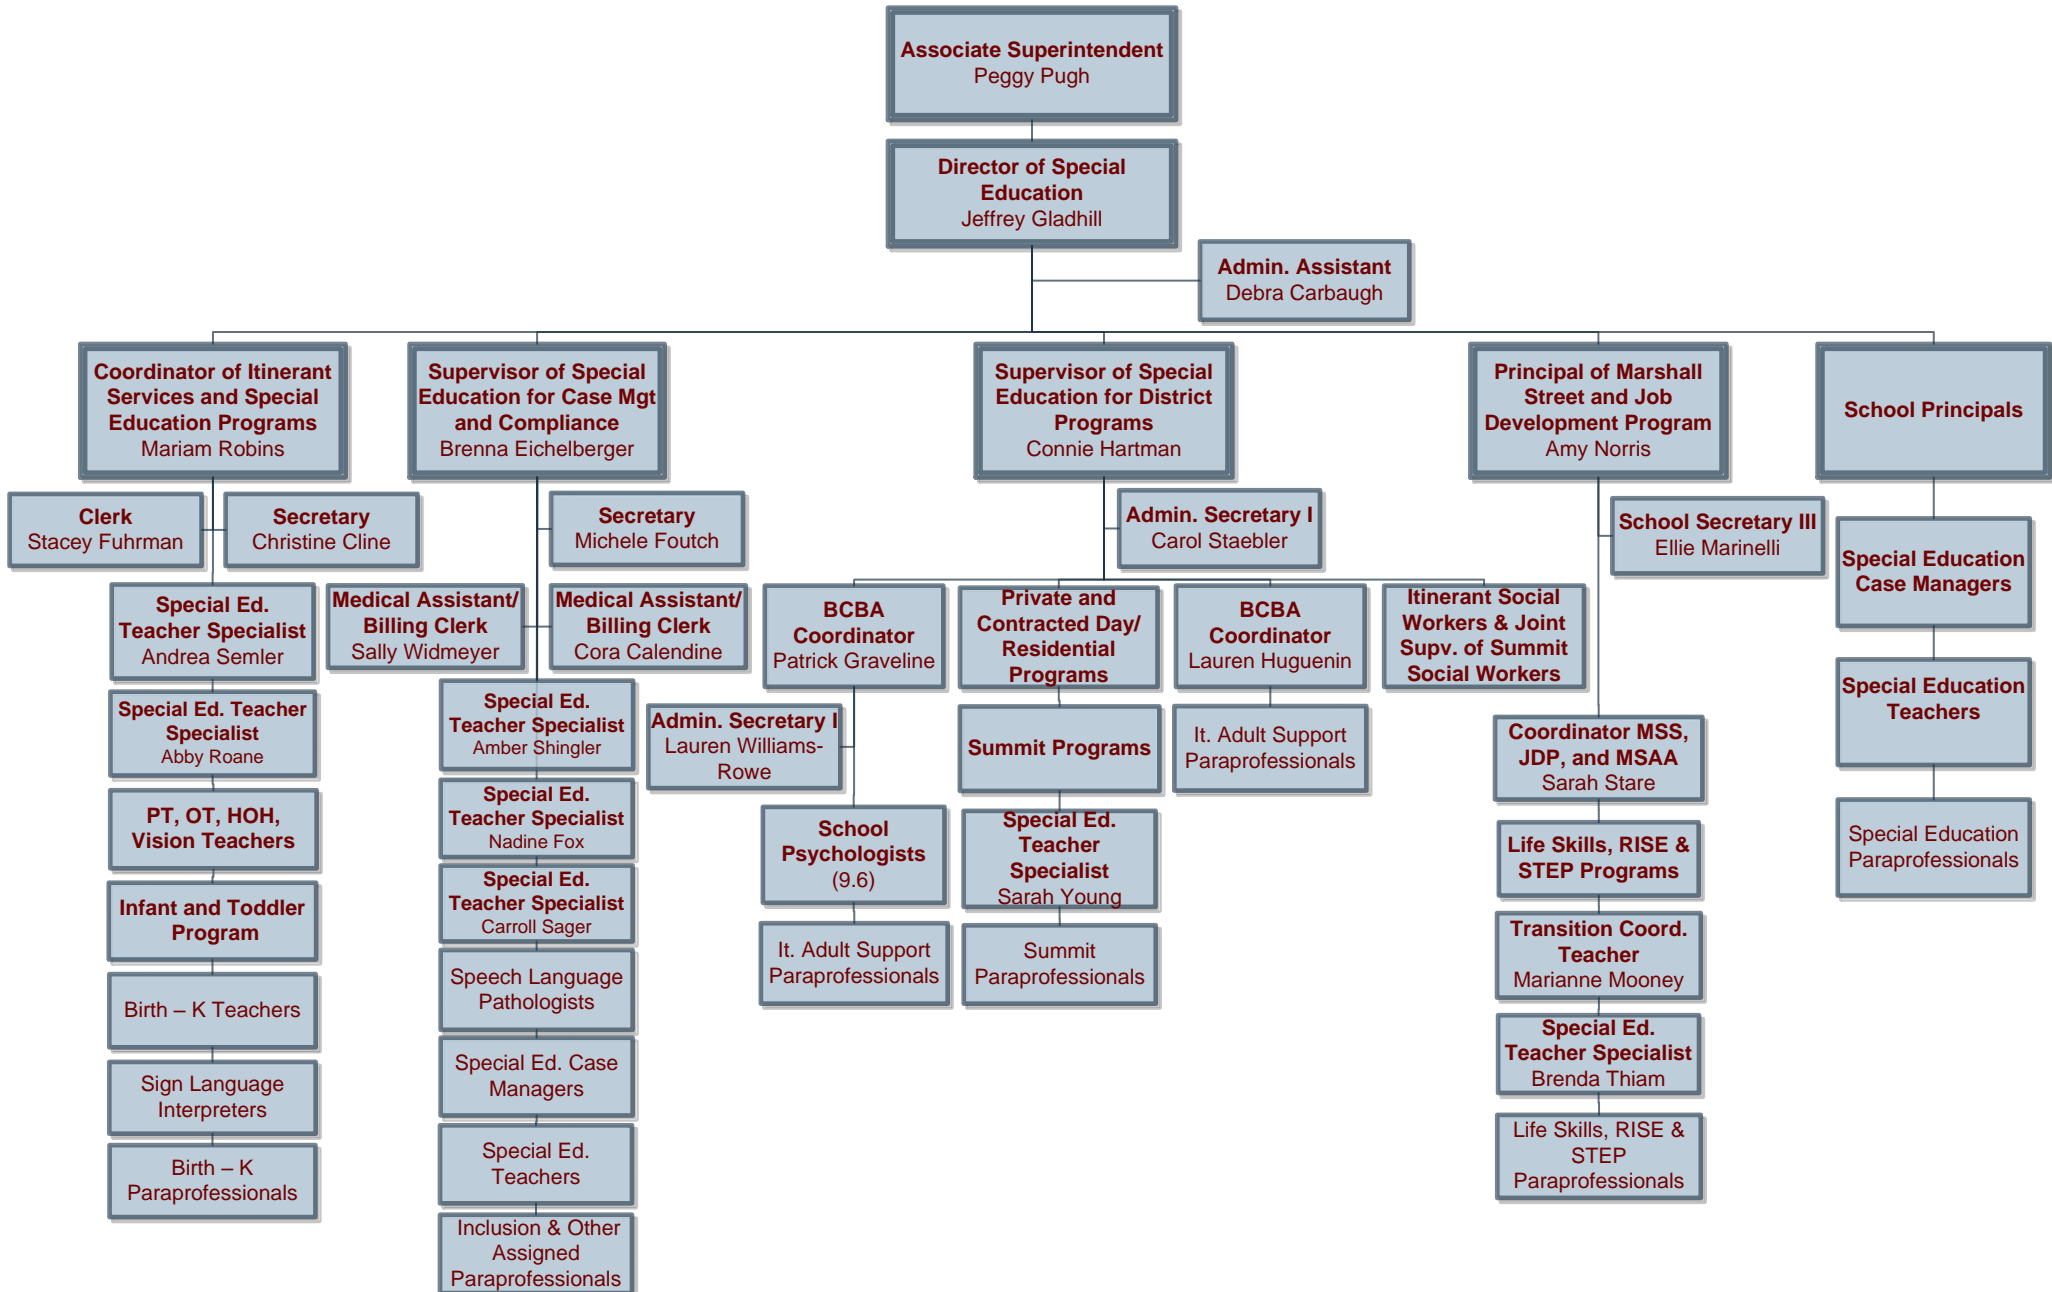 Associate Superintendent
Peggy Pugh
Director of Special
Education
Jeffrey Gladhill
Admin. Assistant
Debra Carbaugh
Coordinator of Itinerant
Services and Special
Education Programs
Mariam Robins
Supervisor of Special
Education for Case Mgt
and Compliance
Brenna Eichelberger
Supervisor of Special
Education for District
Programs
Connie Hartman
Principal of Marshall
Street and Job
Development Program
Amy Norris
School Principals
Clerk
Stacey Fuhrman
Secretary
Christine Cline
Special Ed.
Teacher Specialist
Andrea Semler
Special Ed. Teacher
Specialist
Abby Roane
PT, OT, HOH,
Vision Teachers
Infant and Toddler
Program
Birth – K Teachers
Sign Language
Interpreters
Birth – K
Paraprofessionals
Secretary
Michele Foutch
Medical Assistant/
Billing Clerk
Sally Widmeyer
Medical Assistant/
Billing Clerk
Cora Calendine
Special Ed.
Teacher Specialist
Amber Shingler
Special Ed.
Teacher Specialist
Nadine Fox
Special Ed.
Teacher Specialist
Carroll Sager
Speech Language
Pathologists
Special Ed. Case
Managers
Special Ed.
Teachers
Inclusion & Other
Assigned
Paraprofessionals
Admin. Secretary I
Carol Staebler
BCBA
Coordinator
Patrick Graveline
Admin. Secretary I
Lauren Williams-
Rowe
School
Psychologists
(9.6)
It. Adult Support
Paraprofessionals
Private and
Contracted Day/
Residential
Programs
Summit Programs
Special Ed.
Teacher
Specialist
Sarah Young
Summit
Paraprofessionals
BCBA
Coordinator
Lauren Huguenin
It. Adult Support
Paraprofessionals
Itinerant Social
Workers & Joint
Supv. of Summit
Social Workers
School Secretary III
Ellie Marinelli
Coordinator MSS,
JDP, and MSAA
Sarah Stare
Life Skills, RISE &
STEP Programs
Transition Coord.
Teacher
Marianne Mooney
Special Ed.
Teacher Specialist
Brenda Thiam
Life Skills, RISE &
STEP
Paraprofessionals
Special Education
Case Managers
Special Education
Teachers
Special Education
Paraprofessionals